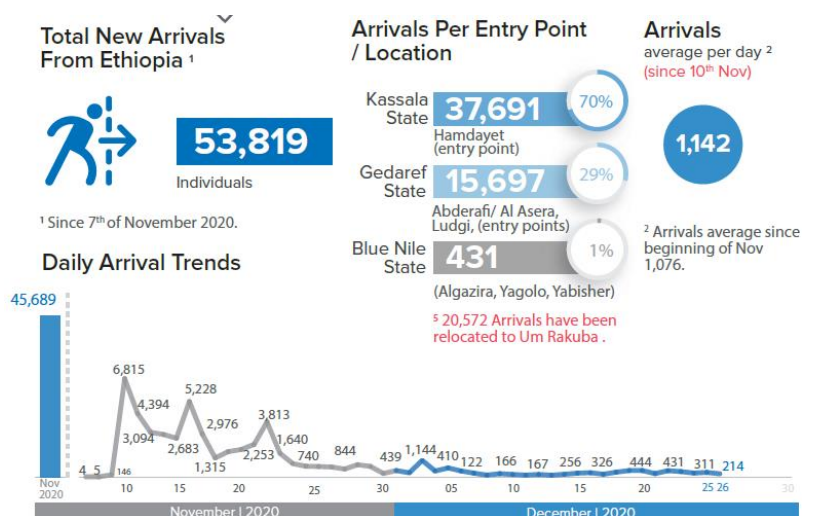 Total New Arrivals
From Ethiopia ¹
53,819
Individuals
¹ Since 7th of November 2020.
Arrivals Per Entry Point
/ Location
Kassala
State
37,691
70%
Hamdayet
(entry point)
Gedaref
State
15,697
29%
Abderafi/ Al Asera,
Ludgi, (entry points)
Blue Nile
State
431
1%
(Algazira, Yagolo, Yabisher)
⁵ 20,572 Arrivals have been
relocated to Um Rakuba .
Arrivals
average per day ²
(since 10th Nov)
1,142
² Arrivals average since
beginning of Nov
1,076.
Daily Arrival Trends
45,689
Nov
2020
4 5 146 6,815 4,394 3,094 2,683 5,228 1,315 2,976 2,253 3,813 1,640 740 844 439 1,144 410 122 166 167 256 326 444 431 311 214
10 15 20 25 30 05 10 15 20 25 26 30
November | 2020 December | 2020